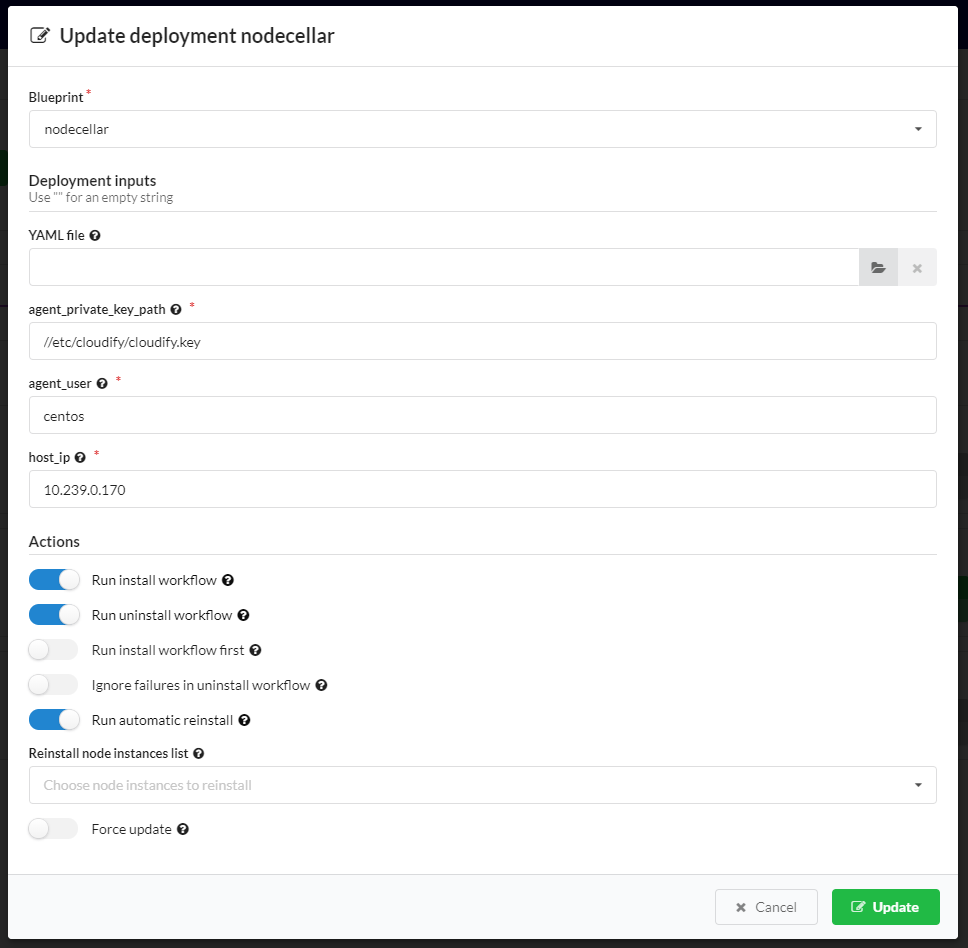 Update deployment nodecellar
Blueprint*
nodecellar
Deployment inputs
Use "" for an empty string
YAML file
agent_private_key_path *
//etc/cloudify/cloudify.key
agent_user *
centos
host_ip *
10.239.0.170
Actions
Run install workflow
Run uninstall workflow
Run install workflow first
Ignore failures in uninstall workflow
Run automatic reinstall
Reinstall node instances list
Choose node instances to reinstall
Force update
Cancel
Update